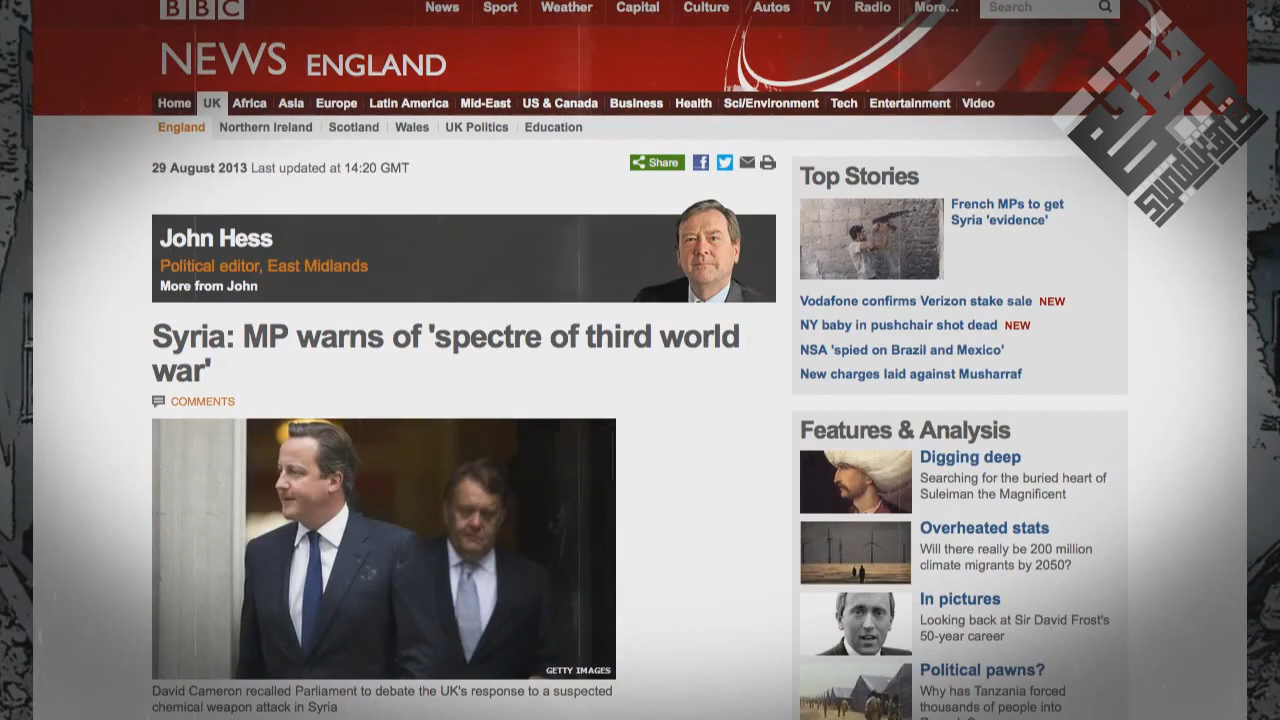 BBC
News Sport Weather Capital Culture Autos TV Radio More... Search
NEWS ENGLAND
Home UK Africa Asia Europe Latin America Mid-East US & Canada Business Health Sci/Environment Tech Entertainment Video
England Northern Ireland Scotland Wales UK Politics Education
29 August 2013 Last updated at 14:20 GMT
Share
John Hess
Political editor, East Midlands
More from John
Syria: MP warns of 'spectre of third world
war'
COMMENTS
GETTY IMAGES
David Cameron recalled Parliament to debate the UK's response to a suspected
chemical weapon attack in Syria
Top Stories
French MPs to get
Syria 'evidence'
Vodafone confirms Verizon stake sale NEW
NY baby in pushchair shot dead NEW
NSA 'spied on Brazil and Mexico'
New charges laid against Musharraf
Features & Analysis
Digging deep
Searching for the buried heart of
Suleiman the Magnificent
Overheated stats
Will there really be 200 million
climate migrants by 2050?
In pictures
Looking back at Sir David Frost's
50-year career
Political pawns?
Why has Tanzania forced
thousands of people into